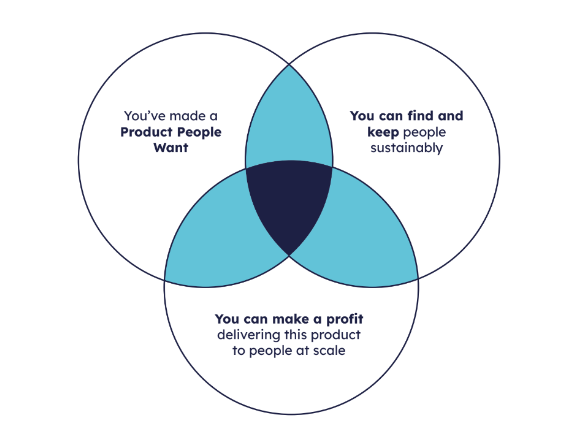 You've made a
Product People
Want
You can find and
keep people
sustainably
You can make a profit
delivering this product
to people at scale